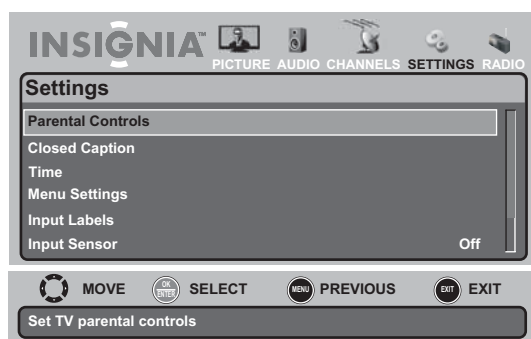 INSIGNIA™
PICTURE AUDIO CHANNELS SETTINGS RADIO
Settings
Parental Controls
Closed Caption
Time
Menu Settings
Input Labels
Input Sensor Off
MOVE OK ENTER SELECT MENU PREVIOUS EXIT EXIT
Set TV parental controls